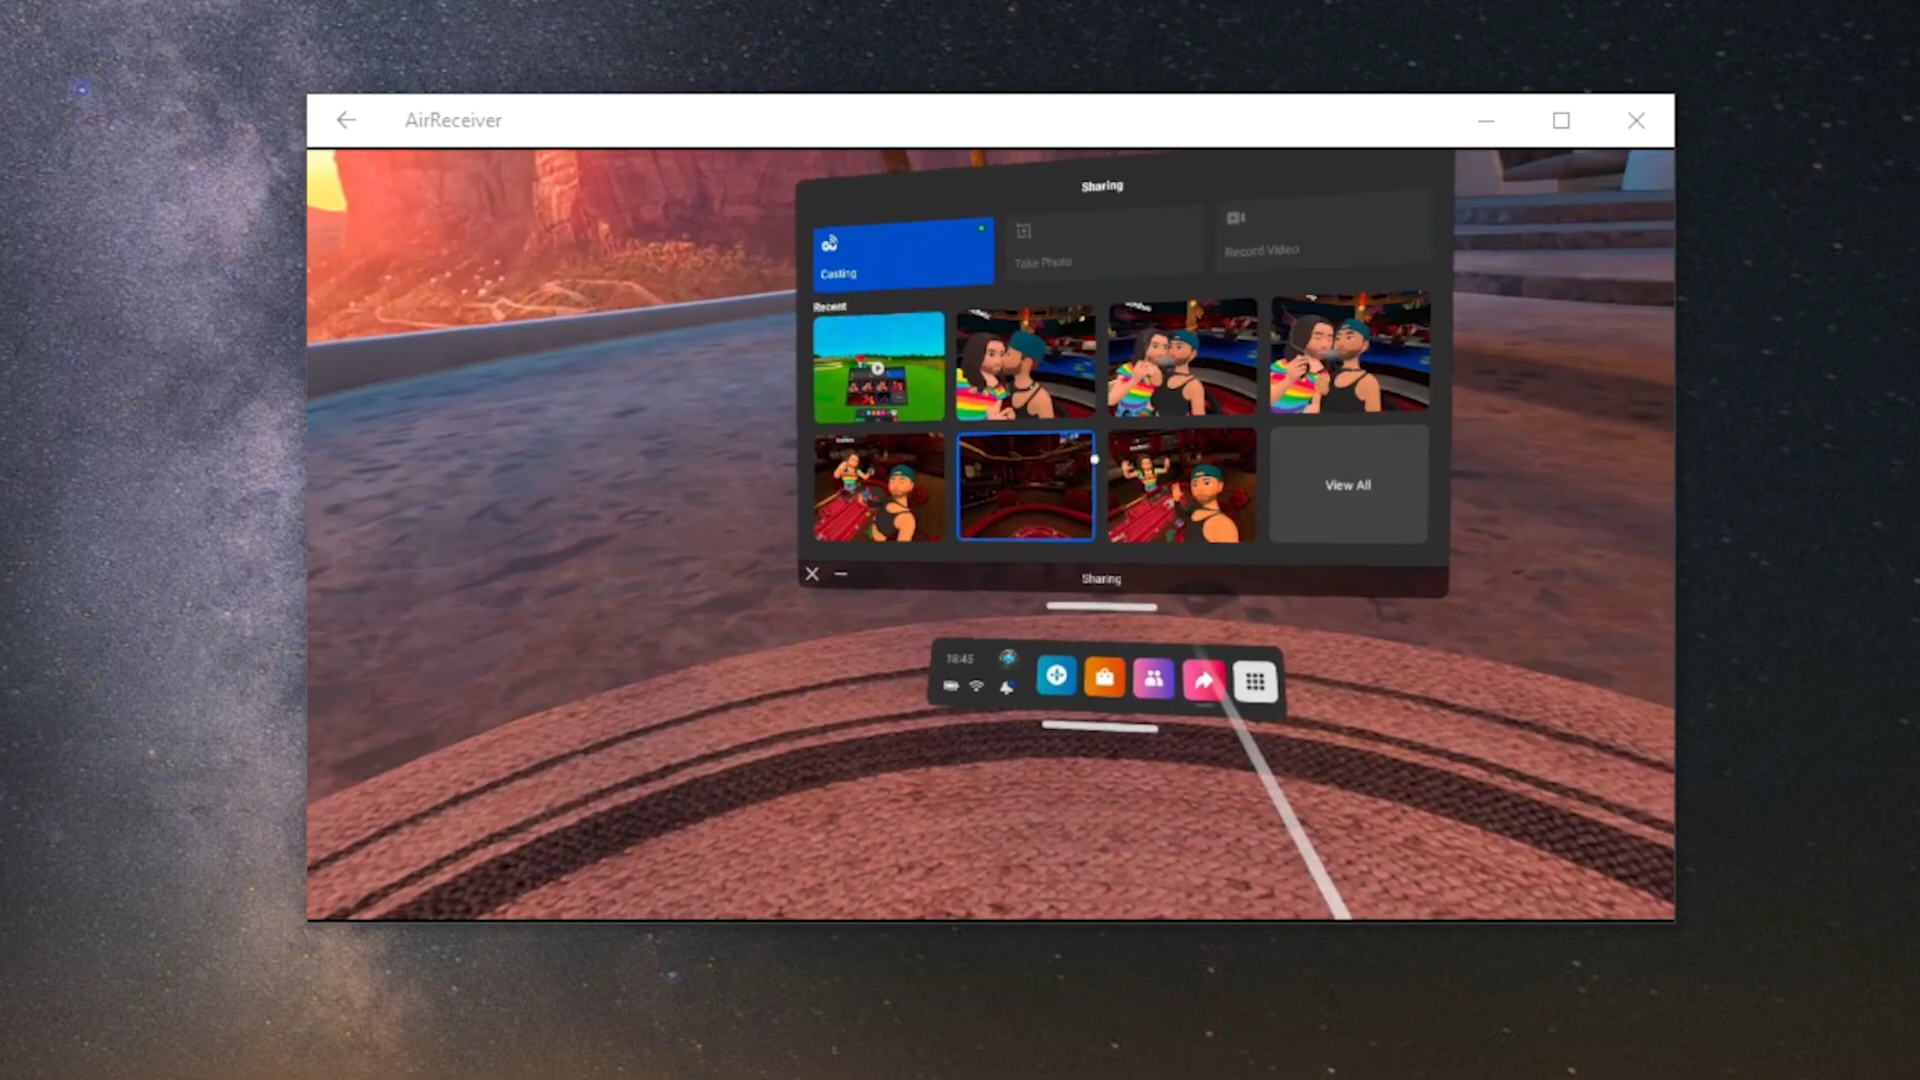 AirReceiver
Sharing
Casting
Take Photo
Record Video
Recent
View All
Sharing
18:45